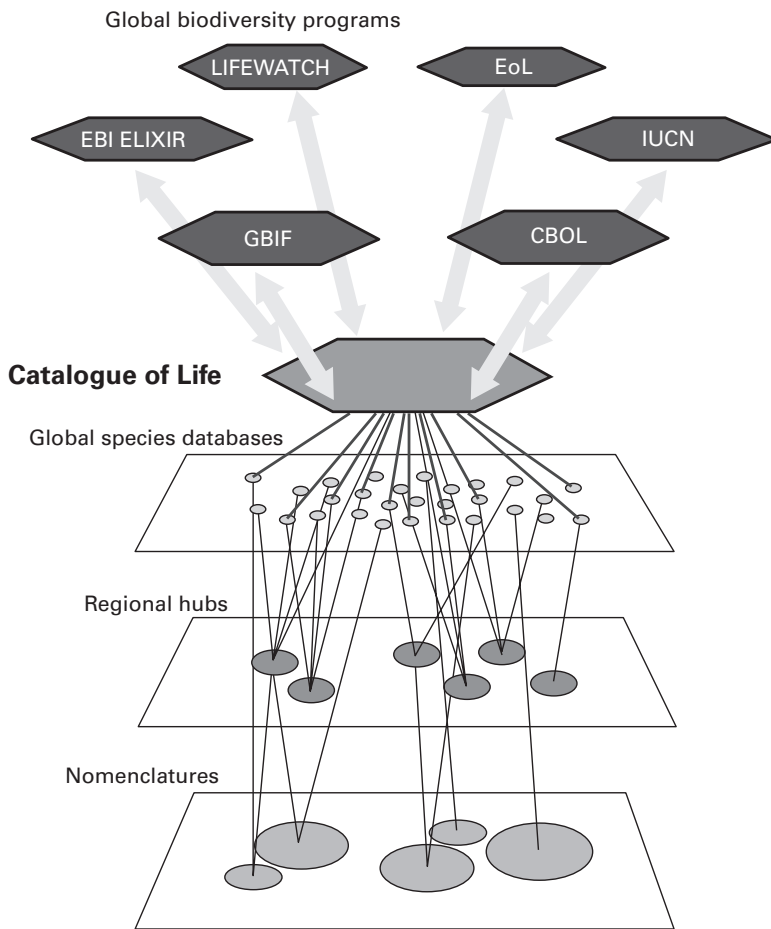 Global biodiversity programs
LIFEWATCH
EoL
EBI ELIXIR
IUCN
GBIF
CBOL
Catalogue of Life
Global species databases
Regional hubs
Nomenclatures